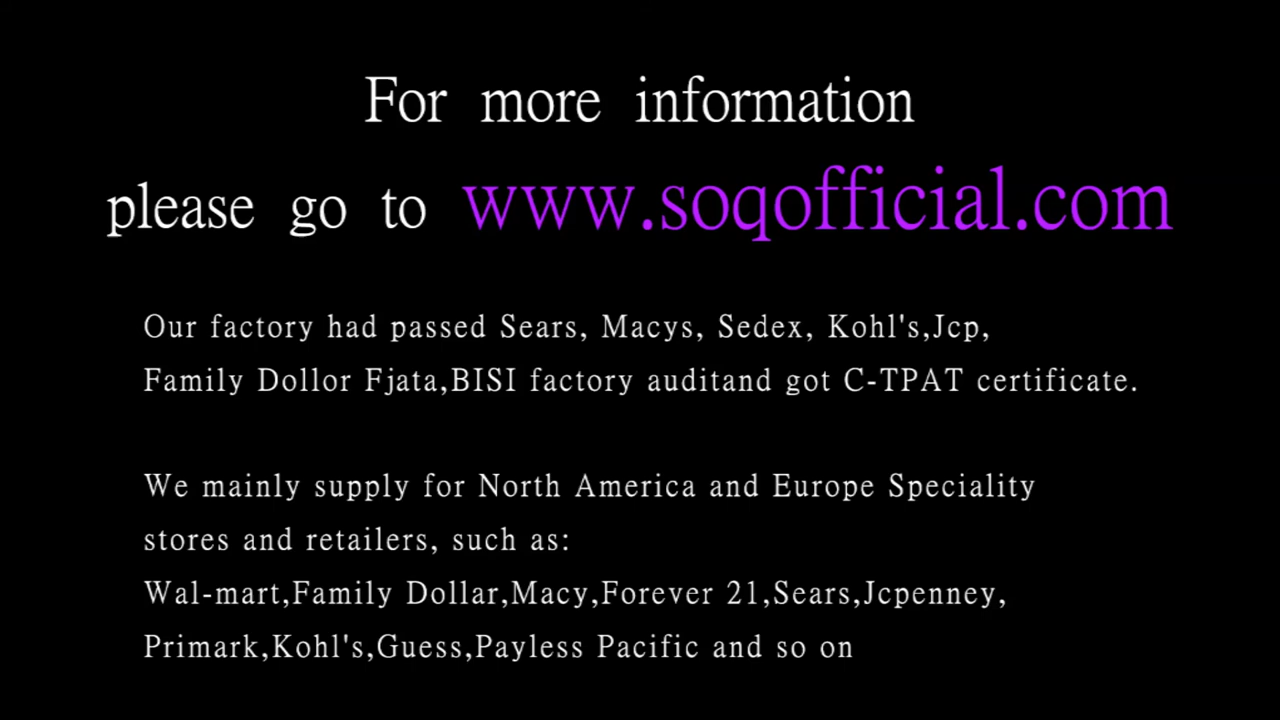 For more information
please go to www.soqofficial.com
Our factory had passed Sears, Macys, Sedex, Kohl's,Jcp,
Family Dollor Fjata,BISI factory auditand got C-TPAT certificate.
We mainly supply for North America and Europe Speciality
stores and retailers, such as:
Wal-mart,Family Dollar,Macy,Forever 21,Sears,Jcpenney,
Primark,Kohl's,Guess,Payless Pacific and so on